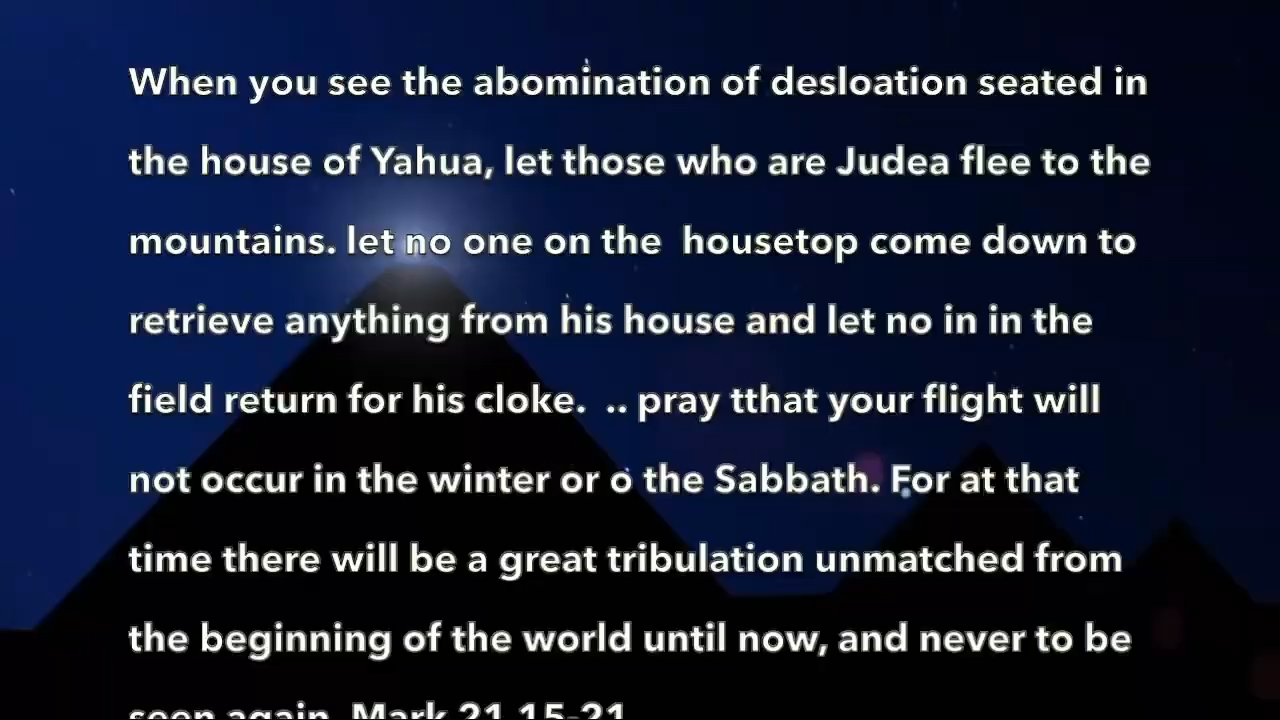 When you see the abomination of desloation seated in
the house of Yahua, let those who are Judea flee to the
mountains. let no one on the  housetop come down to
retrieve anything from his house and let no in in the
field return for his cloke.  .. pray tthat your flight will
not occur in the winter or o the Sabbath. For at that
time there will be a great tribulation unmatched from
the beginning of the world until now, and never to be
seen again. Mark 21 15-21